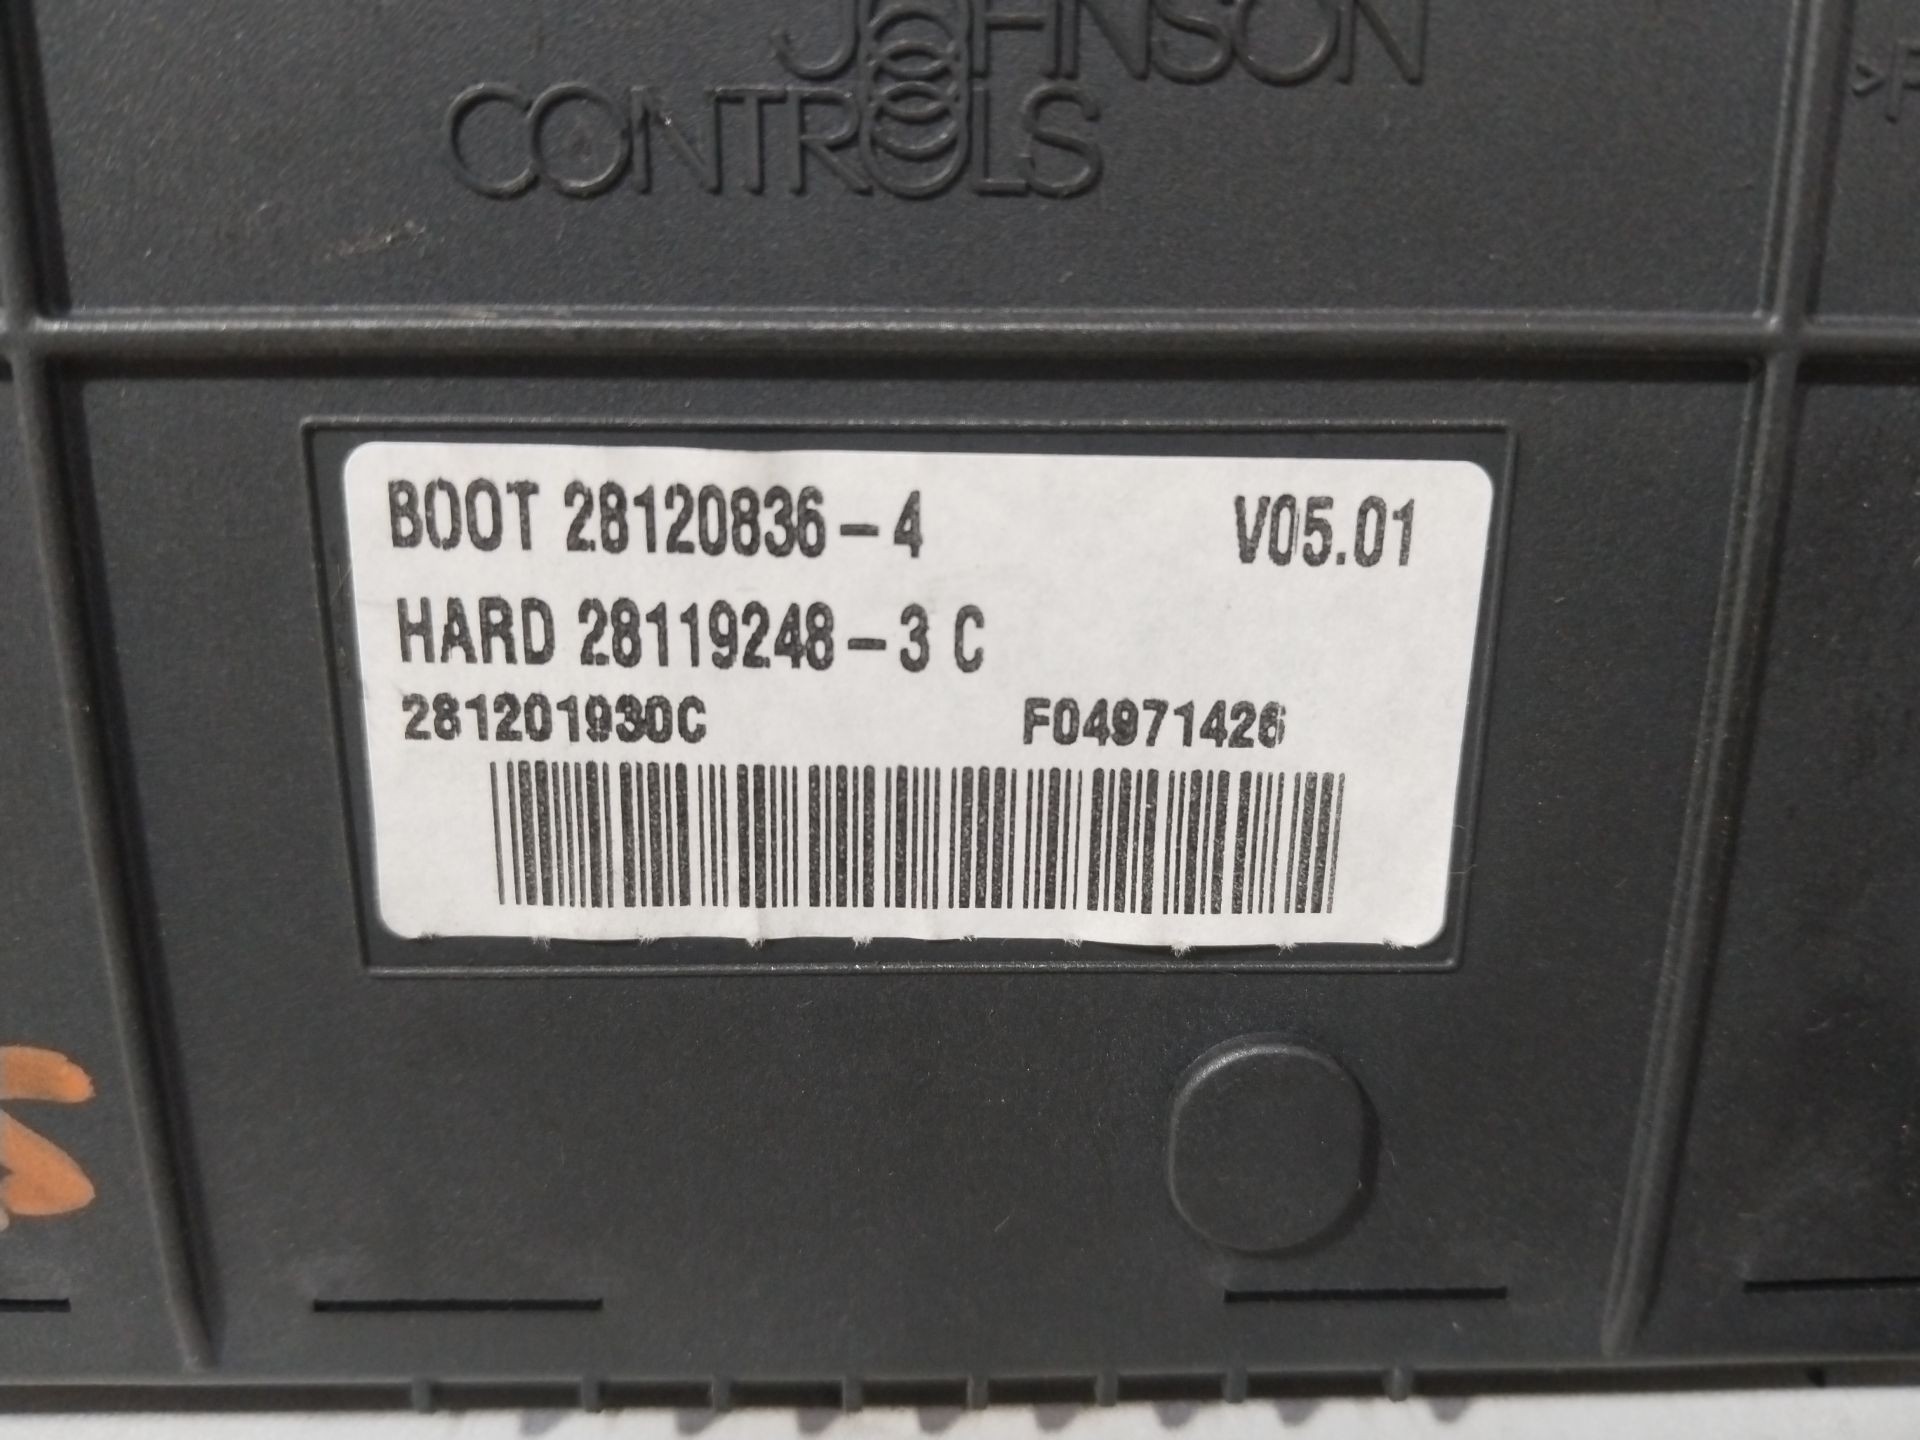 JOHNSON
CONTROLS
BOOT 28120836-4 V05.01
HARD 28119248-3 C
281201930C F04971426